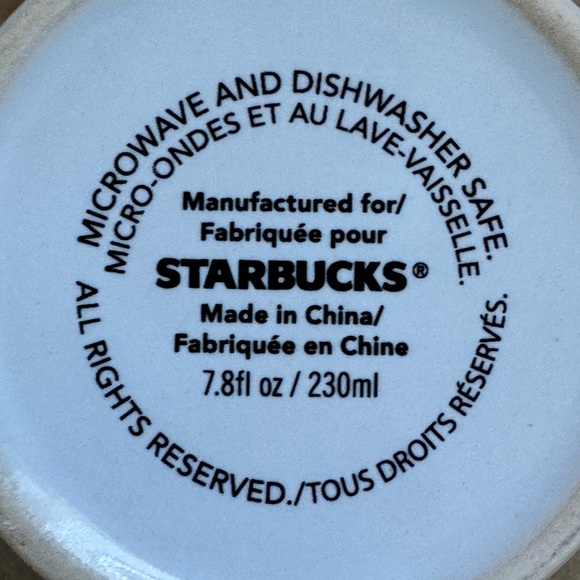 MICROWAVE AND DISHWASHER SAFE.
MICRO-ONDES ET AU LAVE-VAISSELLE.
Manufactured for/
Fabriquée pour
STARBUCKS®
Made in China/
Fabriquée en Chine
7.8fl oz / 230ml
ALL RIGHTS RESERVED./TOUS DROITS RÉSERVÉS.